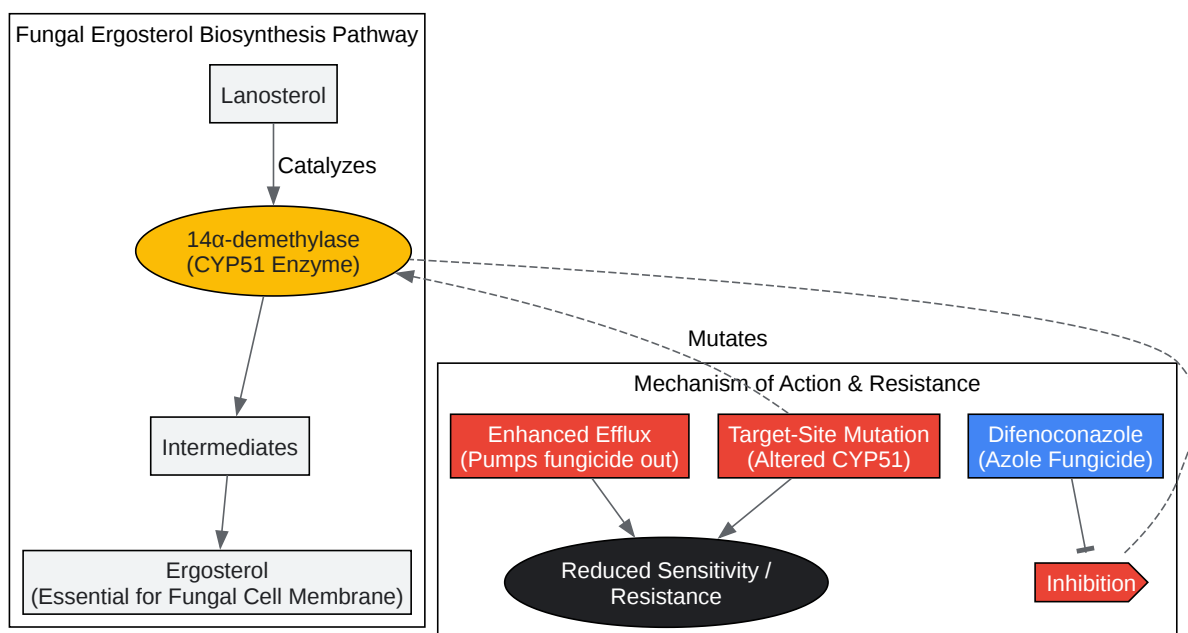 Fungal Ergosterol Biosynthesis Pathway
Lanosterol
Catalyzes
14α-demethylase
(CYP51 Enzyme)
Mutates
Mechanism of Action & Resistance
Enhanced Efflux
(Pumps fungicide out)
Target-Site Mutation
(Altered CYP51)
Difenoconazole
(Azole Fungicide)
Intermediates
Ergosterol
(Essential for Fungal Cell Membrane)
Reduced Sensitivity /
Resistance
Inhibition